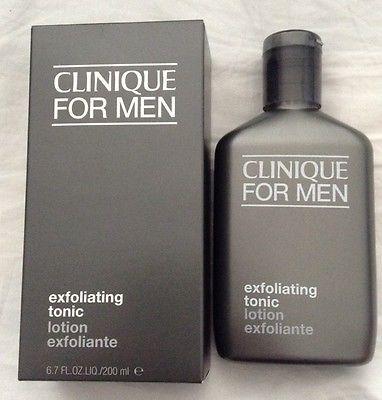 CLINIQUE
FOR MEN
exfoliating
tonic
lotion
exfoliante
6.7 FL.OZ.LIQ./200 ml ℮
CLINIQUE
FOR MEN
exfoliating
tonic
lotion
exfoliante